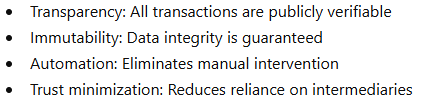 • Transparency: All transactions are publicly verifiable
• Immutability: Data integrity is guaranteed
• Automation: Eliminates manual intervention
• Trust minimization: Reduces reliance on intermediaries